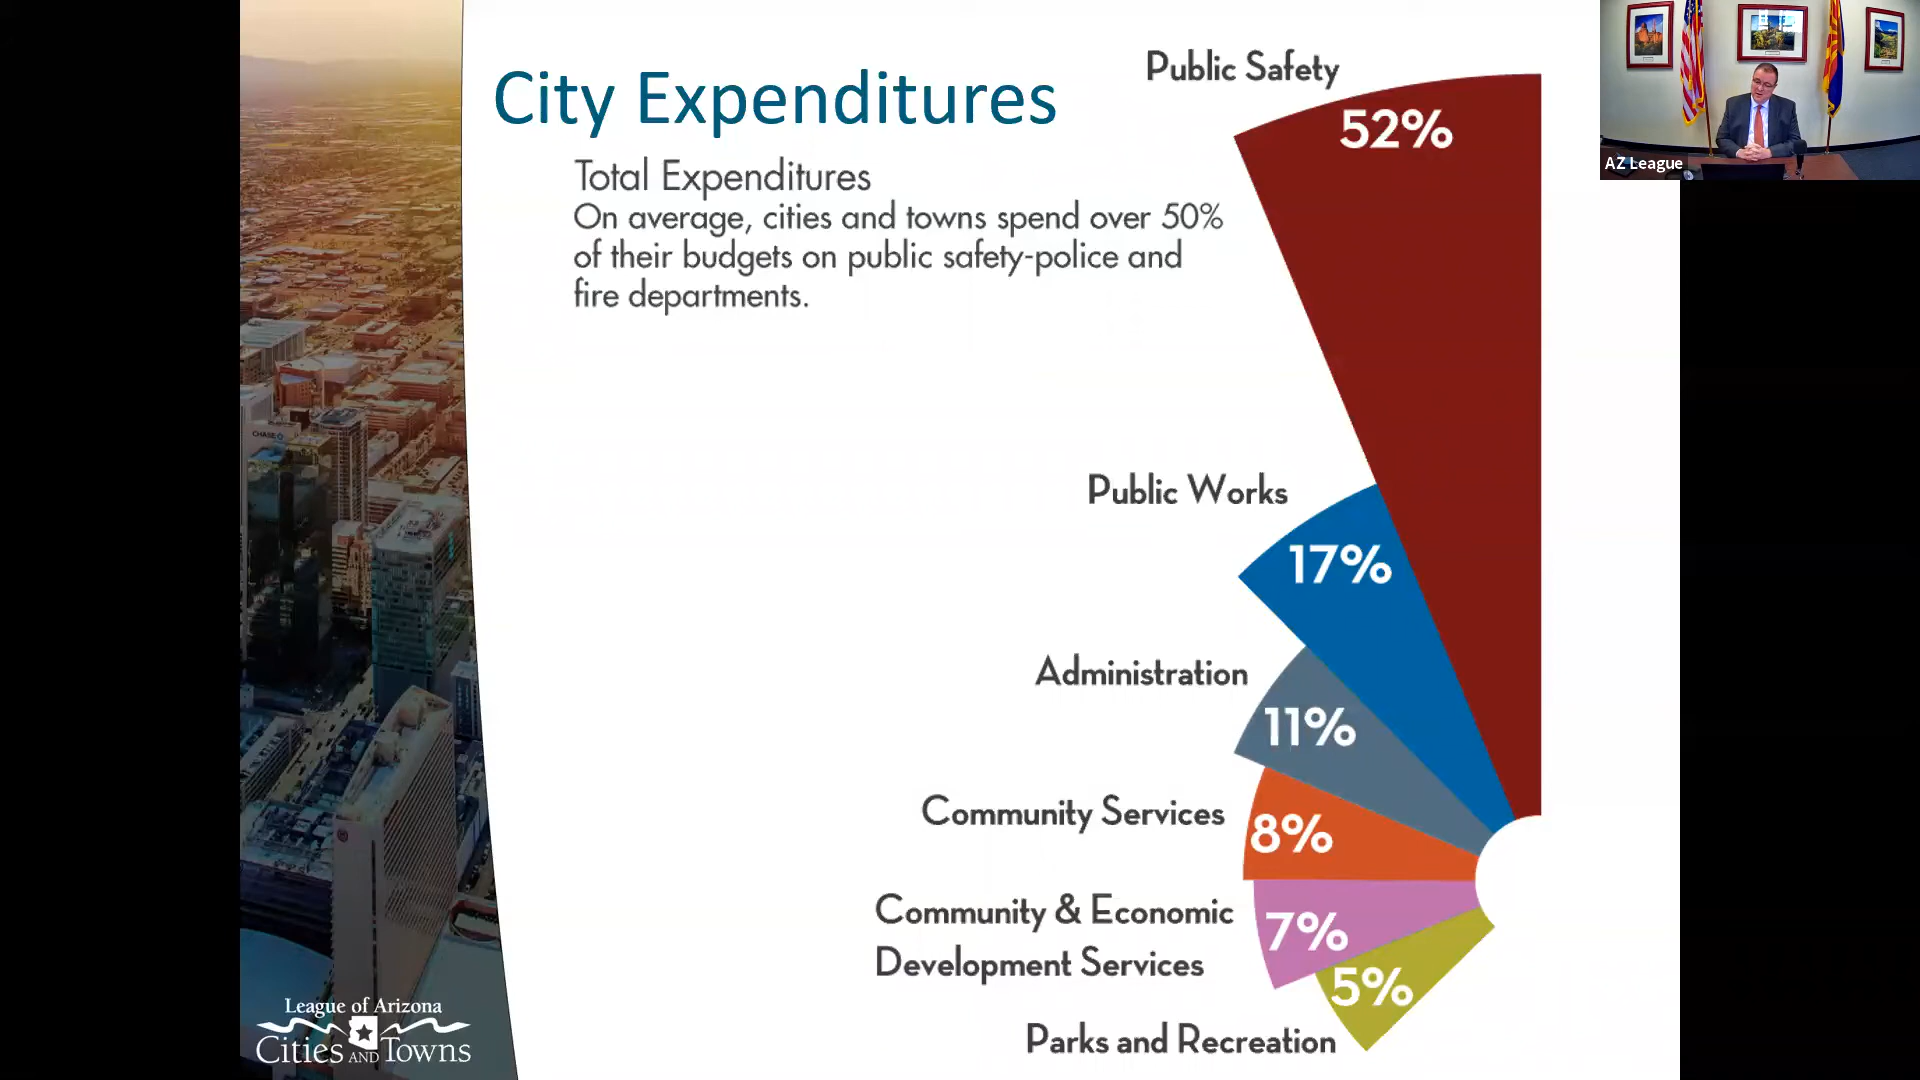 City Expenditures
Total Expenditures
On average, cities and towns spend over 50%
of their budgets on public safety-police and
fire departments.
Public Safety
52%
Public Works
17%
Administration
11%
Community Services
8%
Community & Economic
Development Services
7%
5%
Parks and Recreation
AZ League
CHASE
League of Arizona
Cities AND Towns